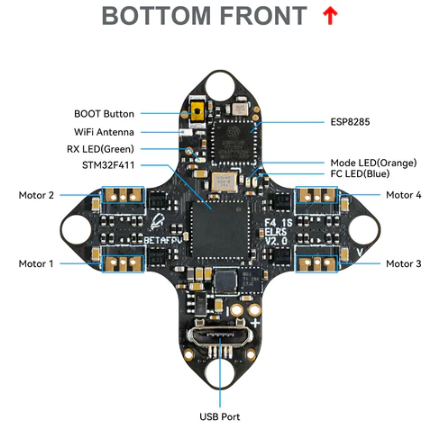 BOTTOM FRONT ↑
BOOT Button
WiFi Antenna
RX LED(Green)
STM32F411
ESP8285
Mode LED(Orange)
FC LED(Blue)
Motor 2
Motor 4
BETAFPV
F4 1S
ELRS
V2.0
Motor 1
Motor 3
- +
USB Port